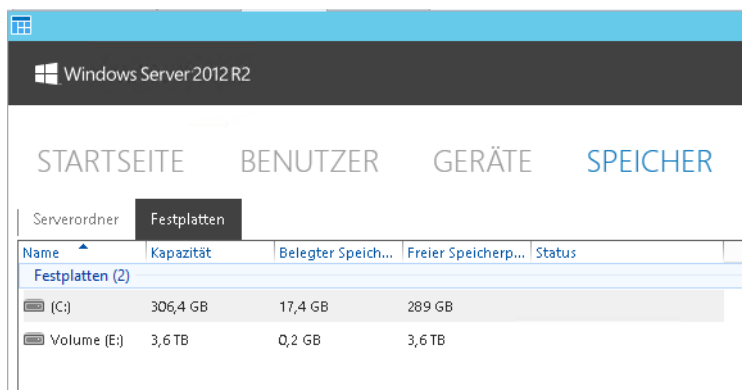 Windows Server 2012 R2
STARTSEITE BENUTZER GERÄTE SPEICHER
Serverordner Festplatten
Name Kapazität Belegter Speich... Freier Speicherp... Status
Festplatten (2)
(C:) 306,4 GB 17,4 GB 289 GB
Volume (E:) 3,6 TB 0,2 GB 3,6 TB